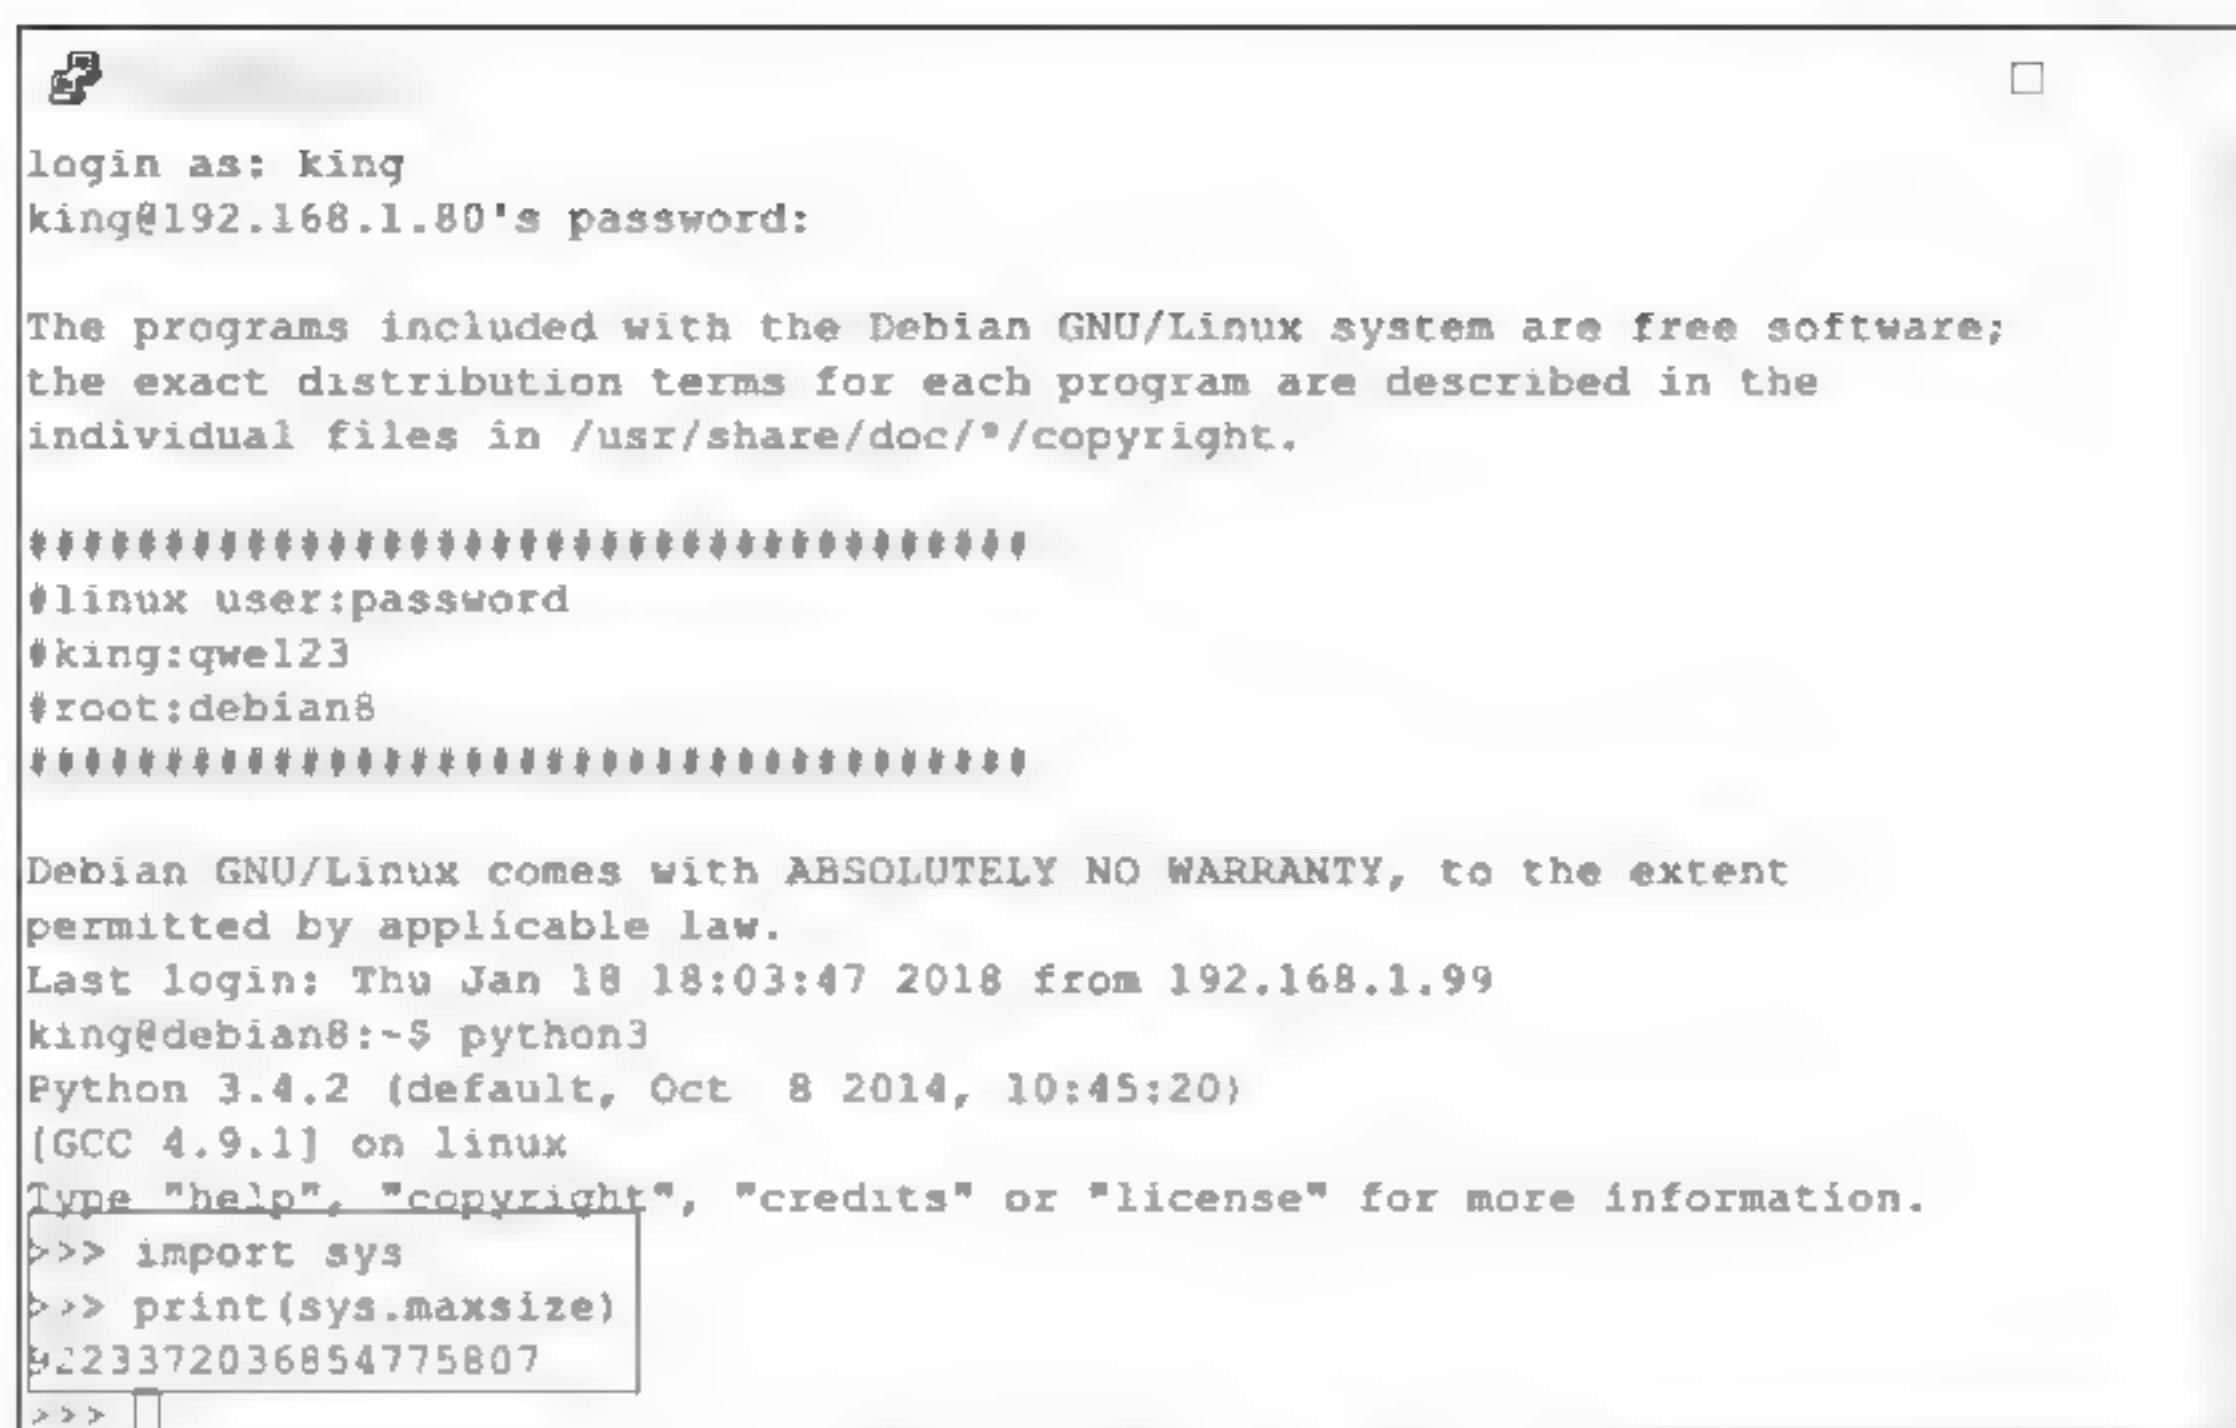 login as: king
king@192.168.1.80's password:
The programs included with the Debian GNU/Linux system are free software;
the exact distribution terms for each program are described in the
individual files in /usr/share/doc/*/copyright.
#####################################
#linux user:password
#king:qwe123
#root:debian8
#####################################
Debian GNU/Linux comes with ABSOLUTELY NO WARRANTY, to the extent
permitted by applicable law.
Last login: Thu Jan 18 18:03:47 2018 from 192.168.1.99
king@debian8:~$ python3
Python 3.4.2 (default, Oct  8 2014, 10:45:20)
[GCC 4.9.1] on linux
Type "help", "copyright", "credits" or "license" for more information.
>>> import sys
>>> print(sys.maxsize)
9223372036854775807
>>>